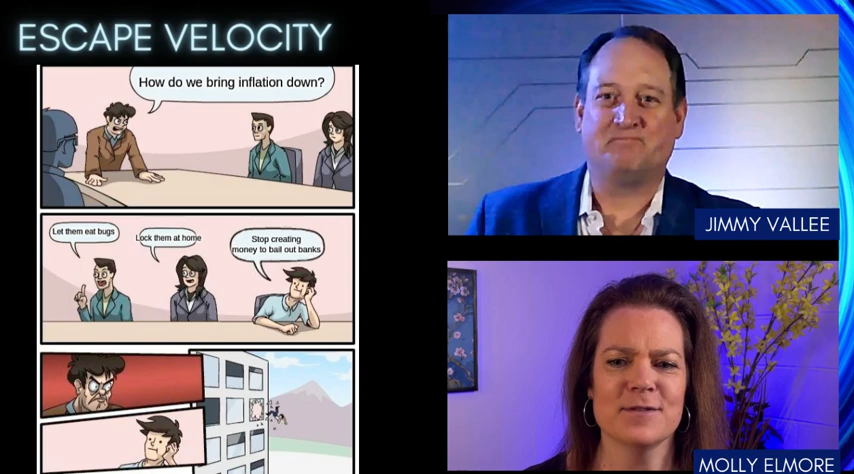 ESCAPE VELOCITY
How do we bring inflation down?
Let them eat bugs
Lock them at home
Stop creating
money to bail out banks
JIMMY VALLEE
MOLLY ELMORE